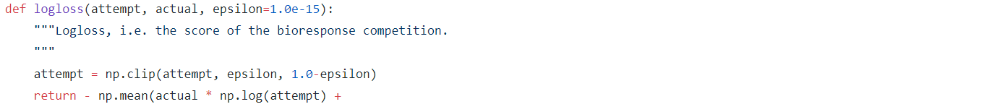 def logloss(attempt, actual, epsilon=1.0e-15):
    """Logloss, i.e. the score of the bioresponse competition.
    """
    attempt = np.clip(attempt, epsilon, 1.0-epsilon)
    return - np.mean(actual * np.log(attempt) +